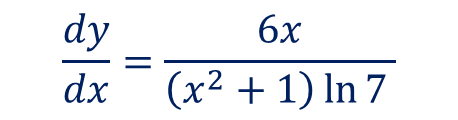 dy/dx = 6x/((x² + 1) ln 7)